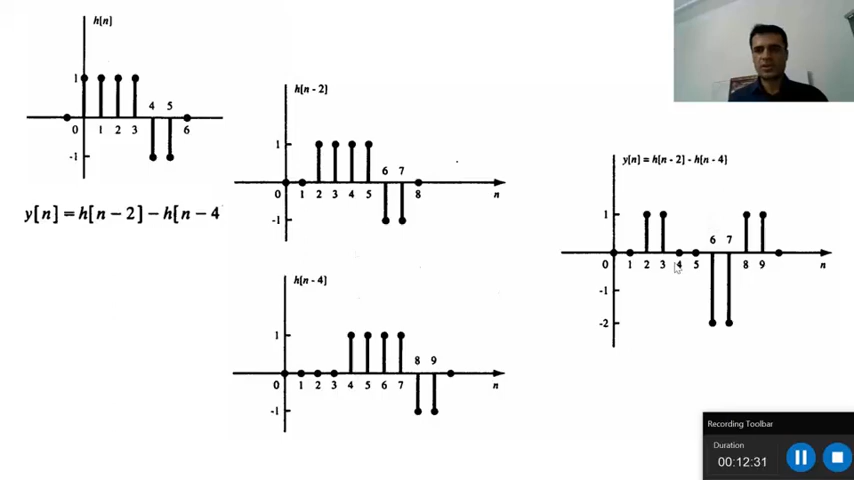 h[n]
1
4 5
0 1 2 3 6
-1
y[n] = h[n-2] - h[n-4
h[n - 2]
1
6 7
0 1 2 3 4 5 8 n
-1
h[n - 4]
1
8 9
0 1 2 3 4 5 6 7 n
-1
y[n] = h[n - 2] - h[n - 4]
1
6 7
0 1 2 3 4 5 8 9 n
-1
-2
Recording Toolbar
Duration
00:12:31